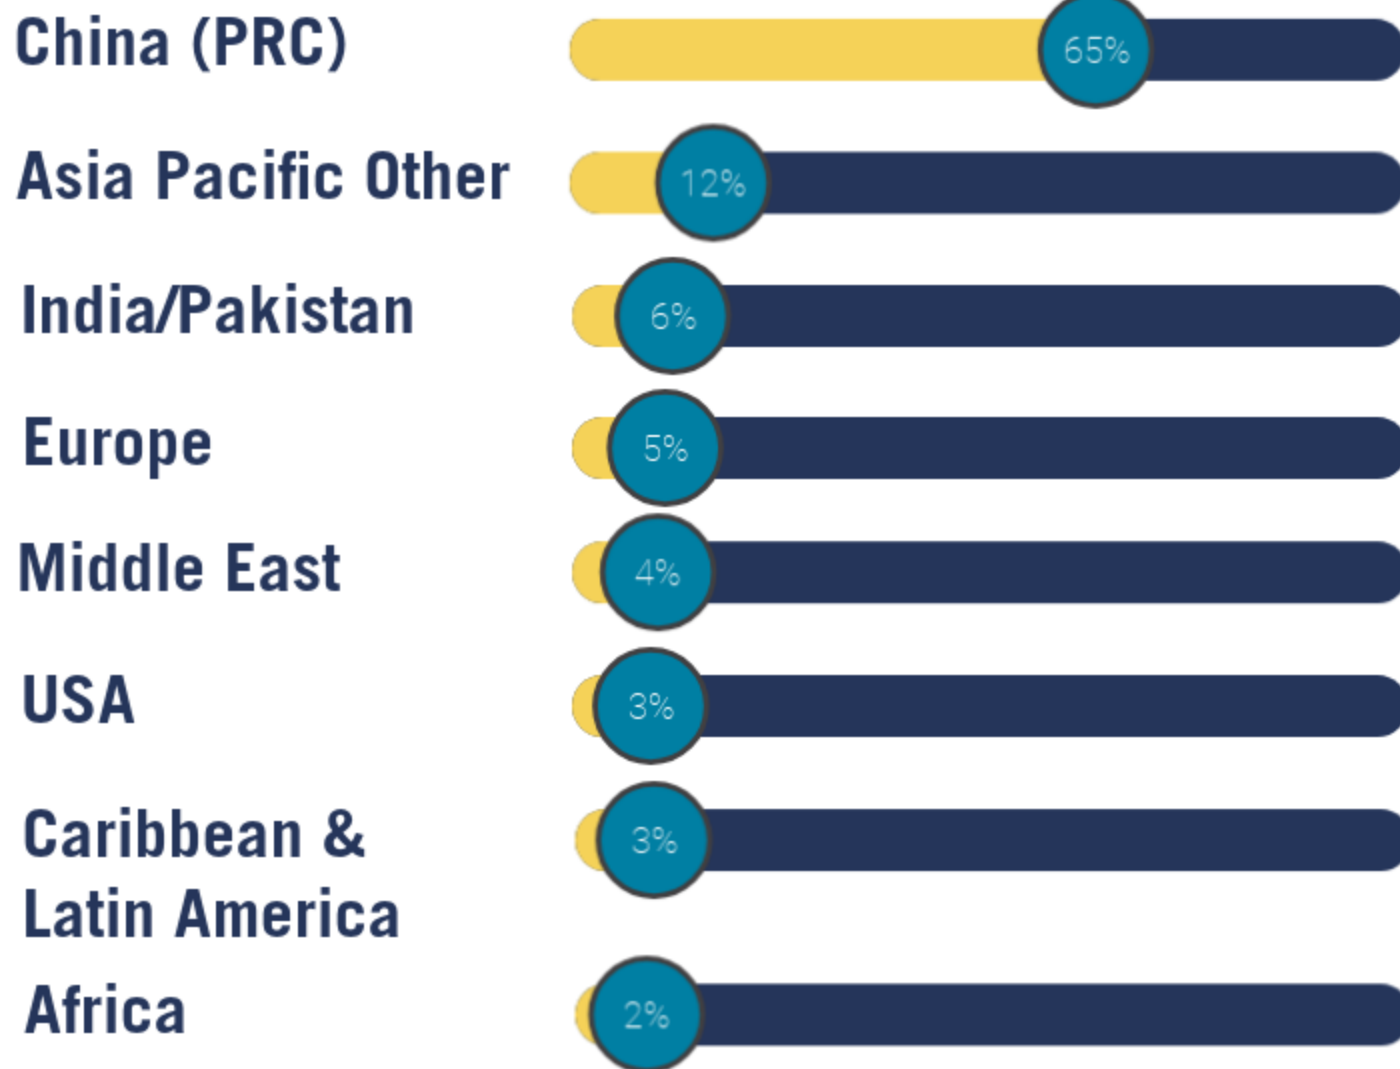 China (PRC) 65%
Asia Pacific Other 12%
India/Pakistan 6%
Europe 5%
Middle East 4%
USA 3%
Caribbean & 3%
Latin America
Africa 2%